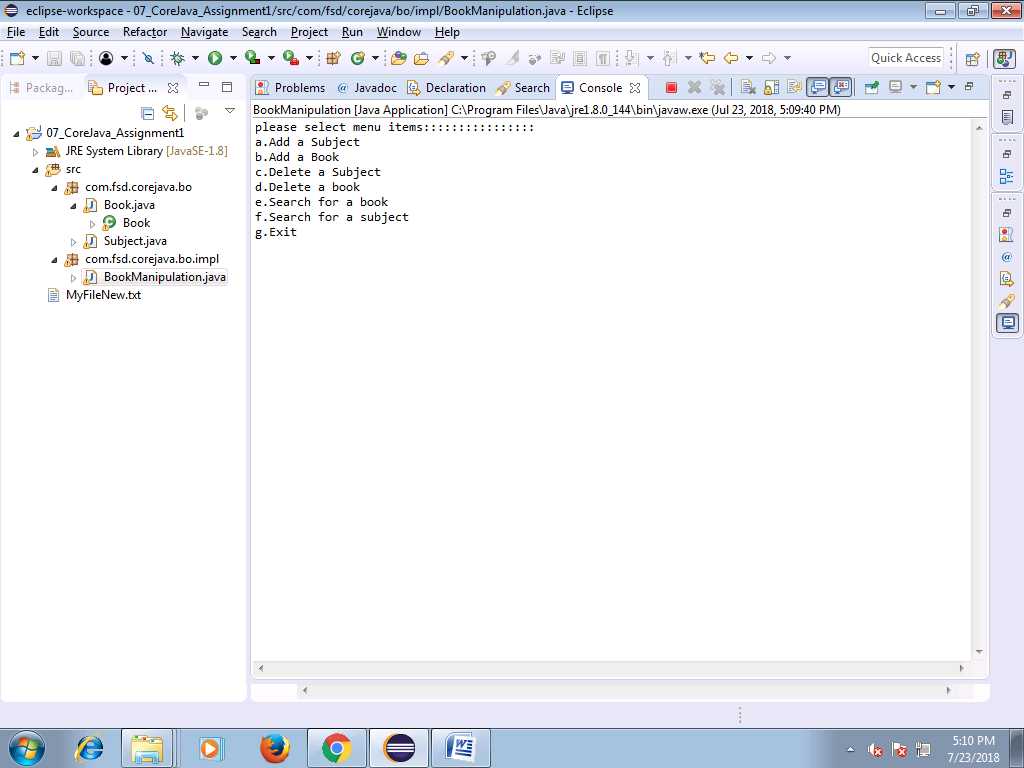 eclipse-workspace - 07_CoreJava_Assignment1/src/com/fsd/corejava/bo/impl/BookManipulation.java - Eclipse
File Edit Source Refactor Navigate Search Project Run Window Help
Quick Access
Packag... Project ...
Problems @ Javadoc Declaration Search Console
BookManipulation [Java Application] C:\Program Files\Java\jre1.8.0_144\bin\javaw.exe (Jul 23, 2018, 5:09:40 PM)
please select menu items::::::::::::::::
a.Add a Subject
b.Add a Book
c.Delete a Subject
d.Delete a book
e.Search for a book
f.Search for a subject
g.Exit
07_CoreJava_Assignment1
JRE System Library [JavaSE-1.8]
src
com.fsd.corejava.bo
Book.java
Book
Subject.java
com.fsd.corejava.bo.impl
BookManipulation.java
MyFileNew.txt
5:10 PM
7/23/2018